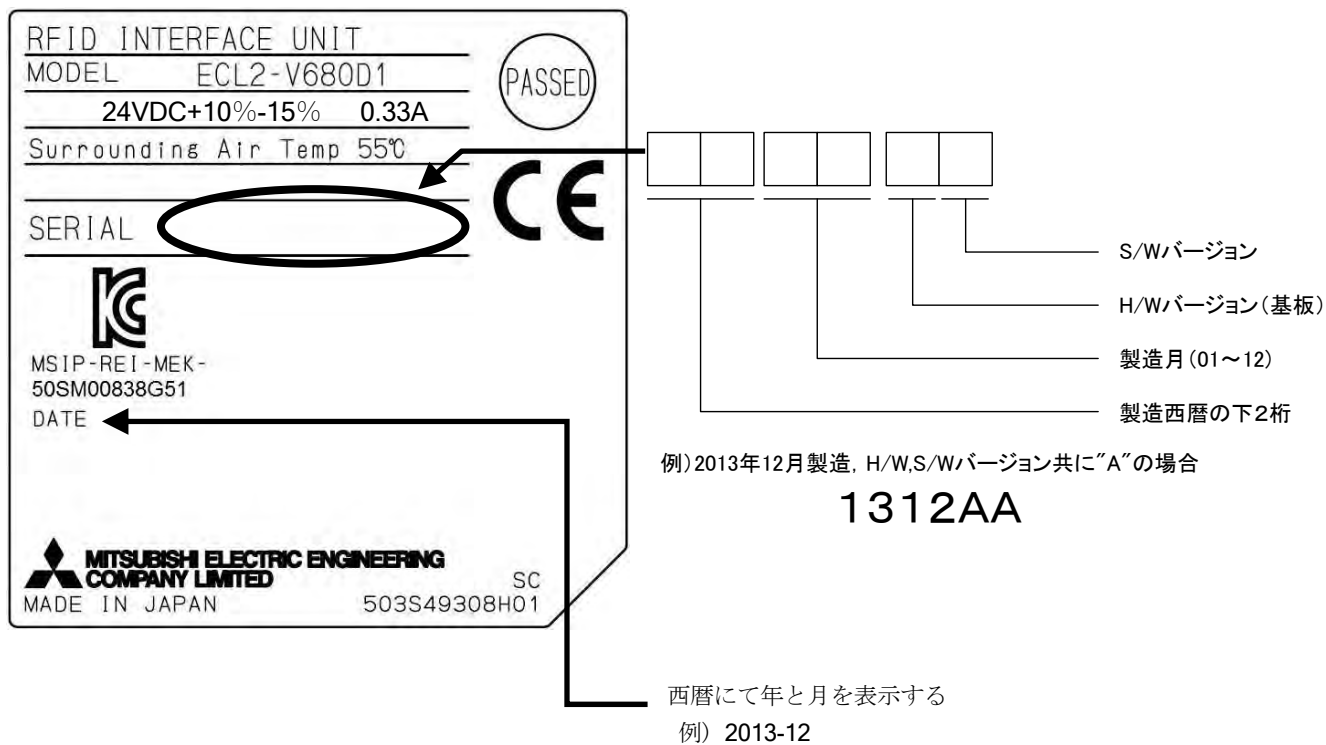 RFID INTERFACE UNIT
MODEL ECL2-V680D1
PASSED
24VDC+10%-15% 0.33A
Surrounding Air Temp 55℃
CE
SERIAL
S/Wバージョン
H/Wバージョン(基板)
製造月(01～12)
製造西暦の下2桁
MSIP-REI-MEK-
50SM00838G51
DATE
例)2013年12月製造, H/W,S/Wバージョン共に"A"の場合
1312AA
MITSUBISHI ELECTRIC ENGINEERING
COMPANY LIMITED
SC
MADE IN JAPAN 503S49308H01
西暦にて年と月を表示する
例) 2013-12